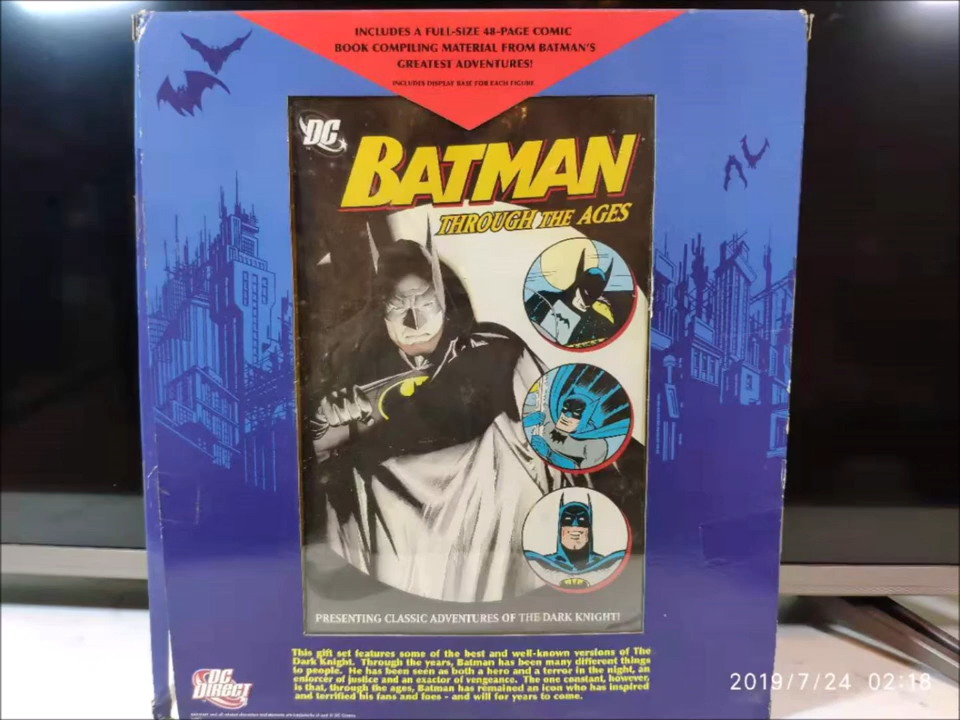 INCLUDES A FULL-SIZE 48-PAGE COMIC
BOOK COMPILING MATERIAL FROM BATMAN'S
GREATEST ADVENTURES!
INCLUDES DISPLAY BASE FOR EACH FIGURE
DC
BATMAN
THROUGH THE AGES
PRESENTING CLASSIC ADVENTURES OF THE DARK KNIGHT!
This gift set features some of the best and well-known versions of The
Dark Knight. Through the years, Batman has been many different things
to people. He has been seen as both a hero and a terror in the night, an
enforcer of justice and an exactor of vengeance. The one constant, however,
is that, through the ages, Batman has remained an icon who has inspired
and terrified his fans and foes - and will for years to come.
DC
DIRECT
2019/7/24 02:18